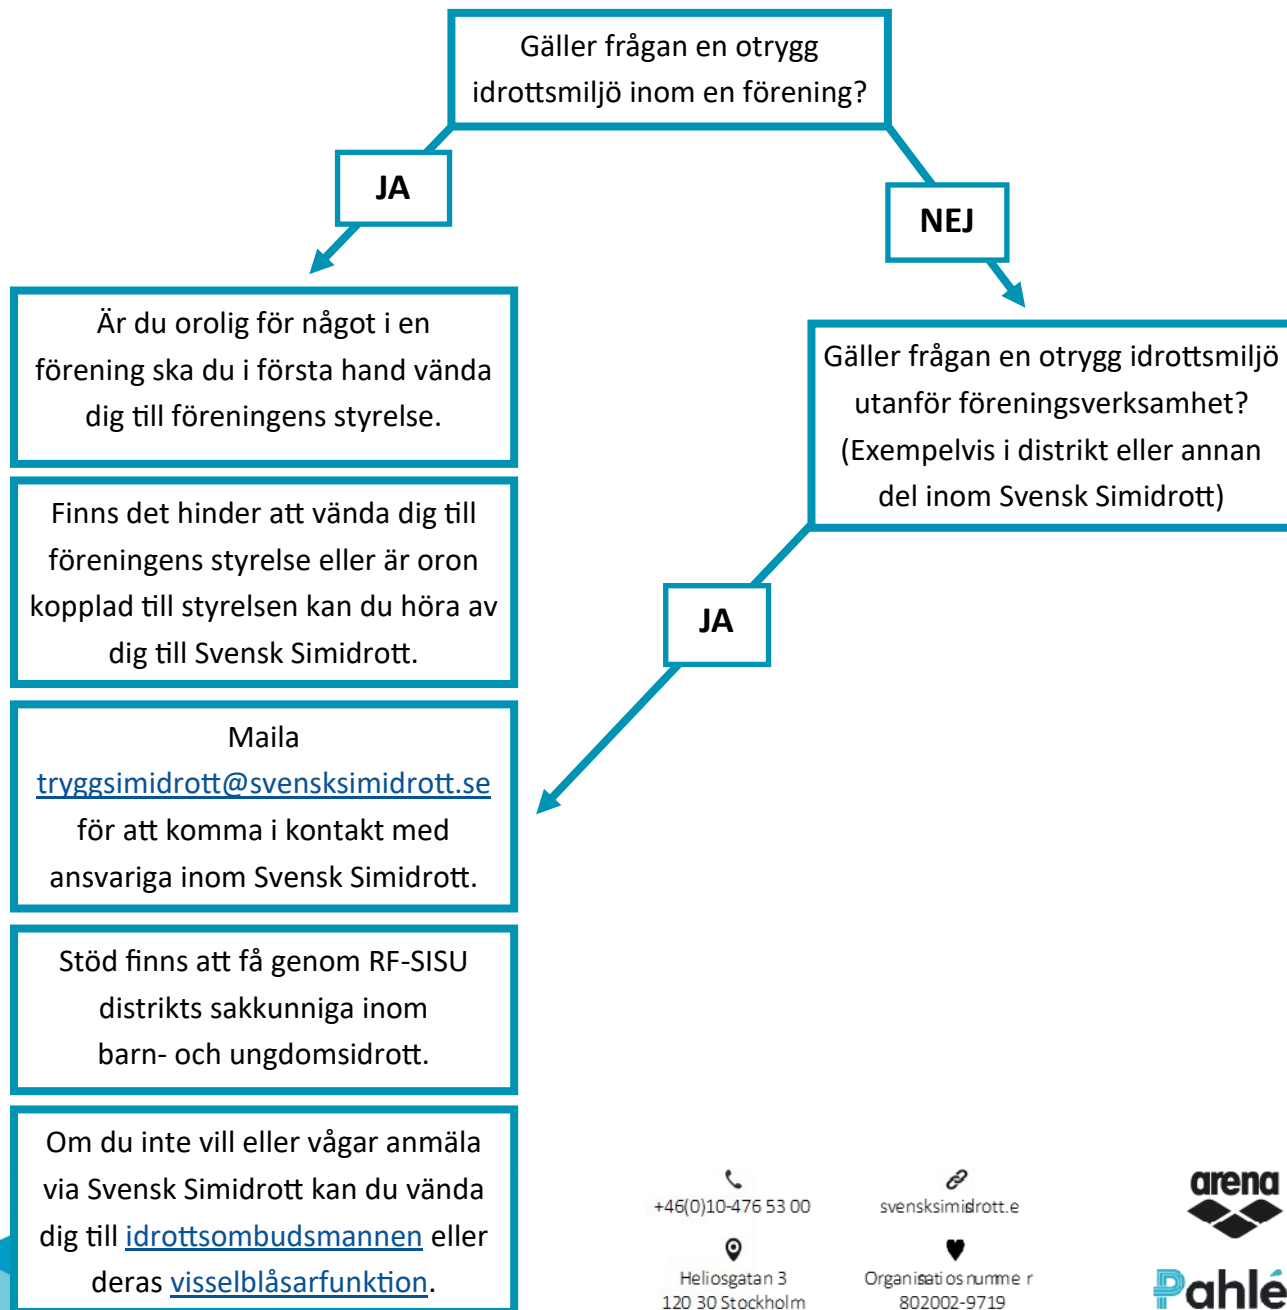 Gäller frågan en otrygg
idrottsmiljö inom en förening?
JA
NEJ
Är du orolig för något i en
förening ska du i första hand vända
dig till föreningens styrelse.
Gäller frågan en otrygg idrottsmiljö
utanför föreningsverksamhet?
(Exempelvis i distrikt eller annan
del inom Svensk Simidrott)
Finns det hinder att vända dig till
föreningens styrelse eller är oron
kopplad till styrelsen kan du höra av
dig till Svensk Simidrott.
JA
Maila
tryggsimidrott@svensksimidrott.se
för att komma i kontakt med
ansvariga inom Svensk Simidrott.
Stöd finns att få genom RF-SISU
distrikts sakkunniga inom
barn- och ungdomsidrott.
Om du inte vill eller vågar anmäla
via Svensk Simidrott kan du vända
dig till idrottsombudsmannen eller
deras visselblåsarfunktion.
+46(0)10-476 53 00
svensksimidrott.e
Heliosgatan 3
120 30 Stockholm
Organisatios numme r
802002-9719
arena
Pahlé